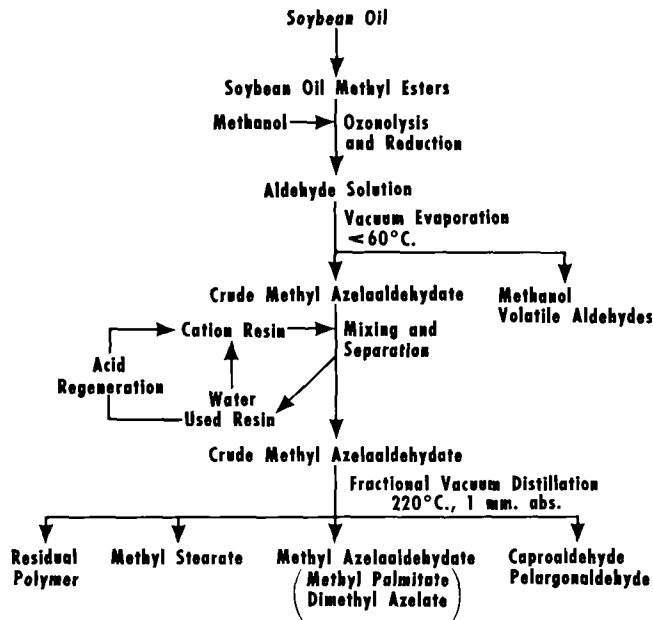 Soybean Oil
Soybean Oil Methyl Esters
Methanol
Ozonolysis
and Reduction
Aldehyde Solution
Vacuum Evaporation
<60°C.
Crude Methyl Azelaaldehydate
Methanol
Volatile Aldehydes
Cation Resin
Mixing and
Separation
Acid
Regeneration
Water
Used Resin
Crude Methyl Azelaaldehydate
Fractional Vacuum Distillation
220°C., 1 mm. abs.
Residual
Polymer
Methyl Stearate
Methyl Azelaaldehydate
(Methyl Palmitate
Dimethyl Azelate)
Caproaldehyde
Pelargonaldehyde